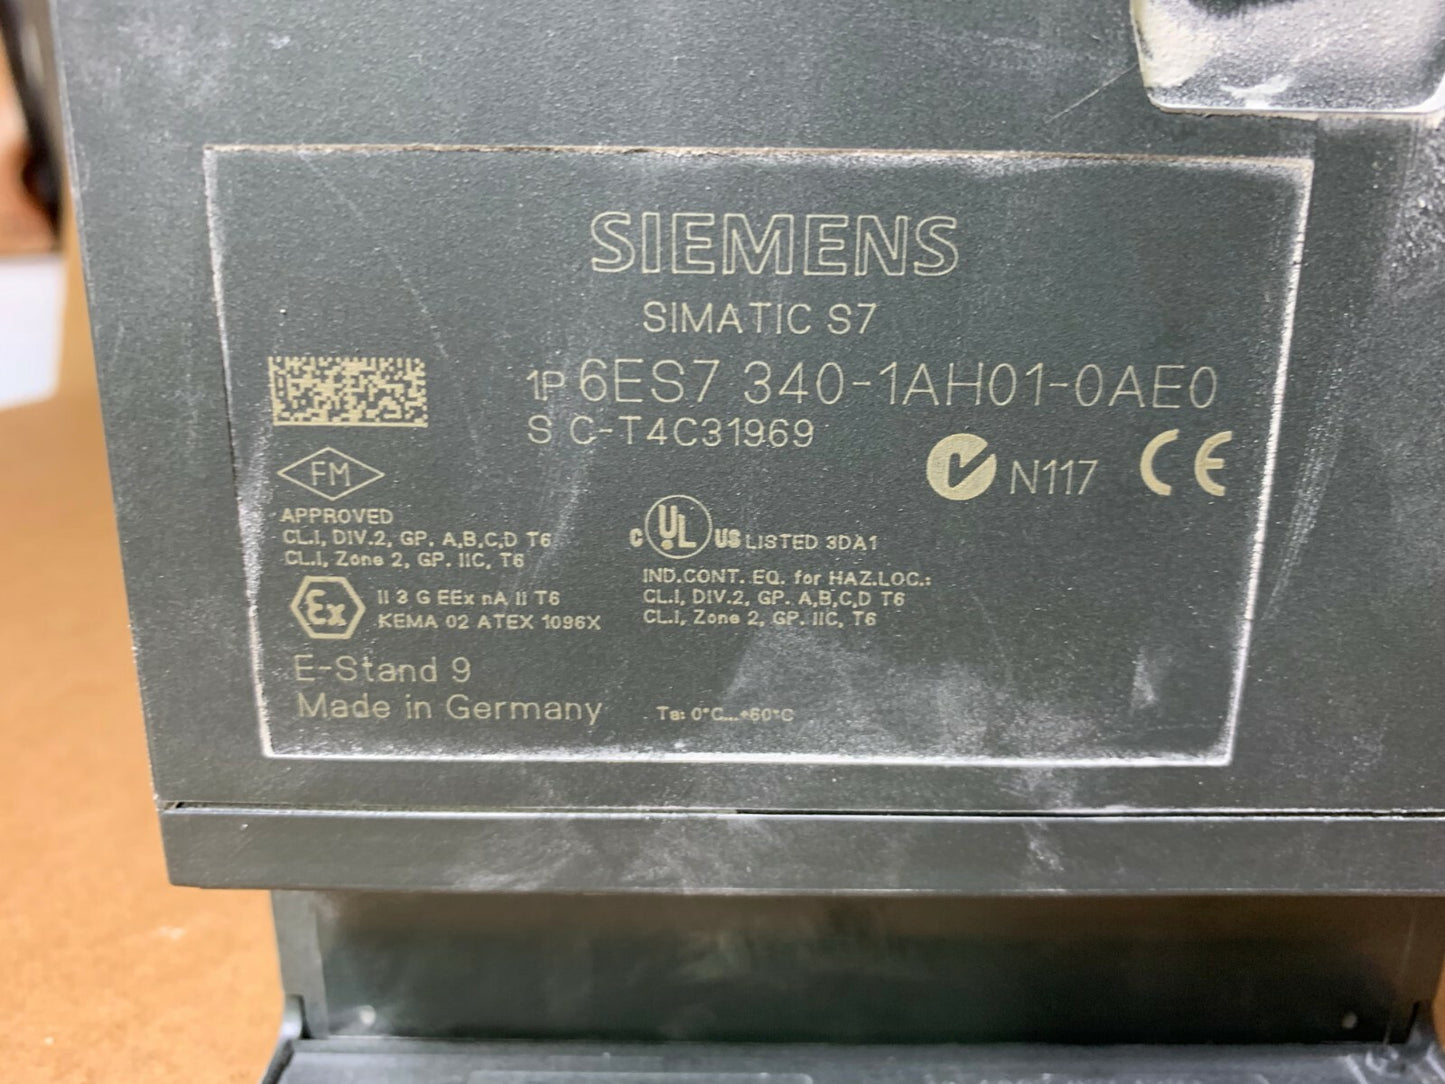 SIEMENS
SIMATIC S7
1P 6ES7 340-1AH01-0AE0
S C-T4C31969
FM
N117 CE
APPROVED
CL.I, DIV.2, GP. A,B,C,D T6
CL.I, Zone 2, GP. IIC, T6
C UL US LISTED 3DA1
IND.CONT. EQ. for HAZ.LOC.:
CL.I, DIV.2, GP. A,B,C,D T6
CL.I, Zone 2, GP. IIC, T6
Ex II 3 G EEx nA II T6
KEMA 02 ATEX 1096X
E-Stand 9
Made in Germany
Ta: 0°C...+60°C